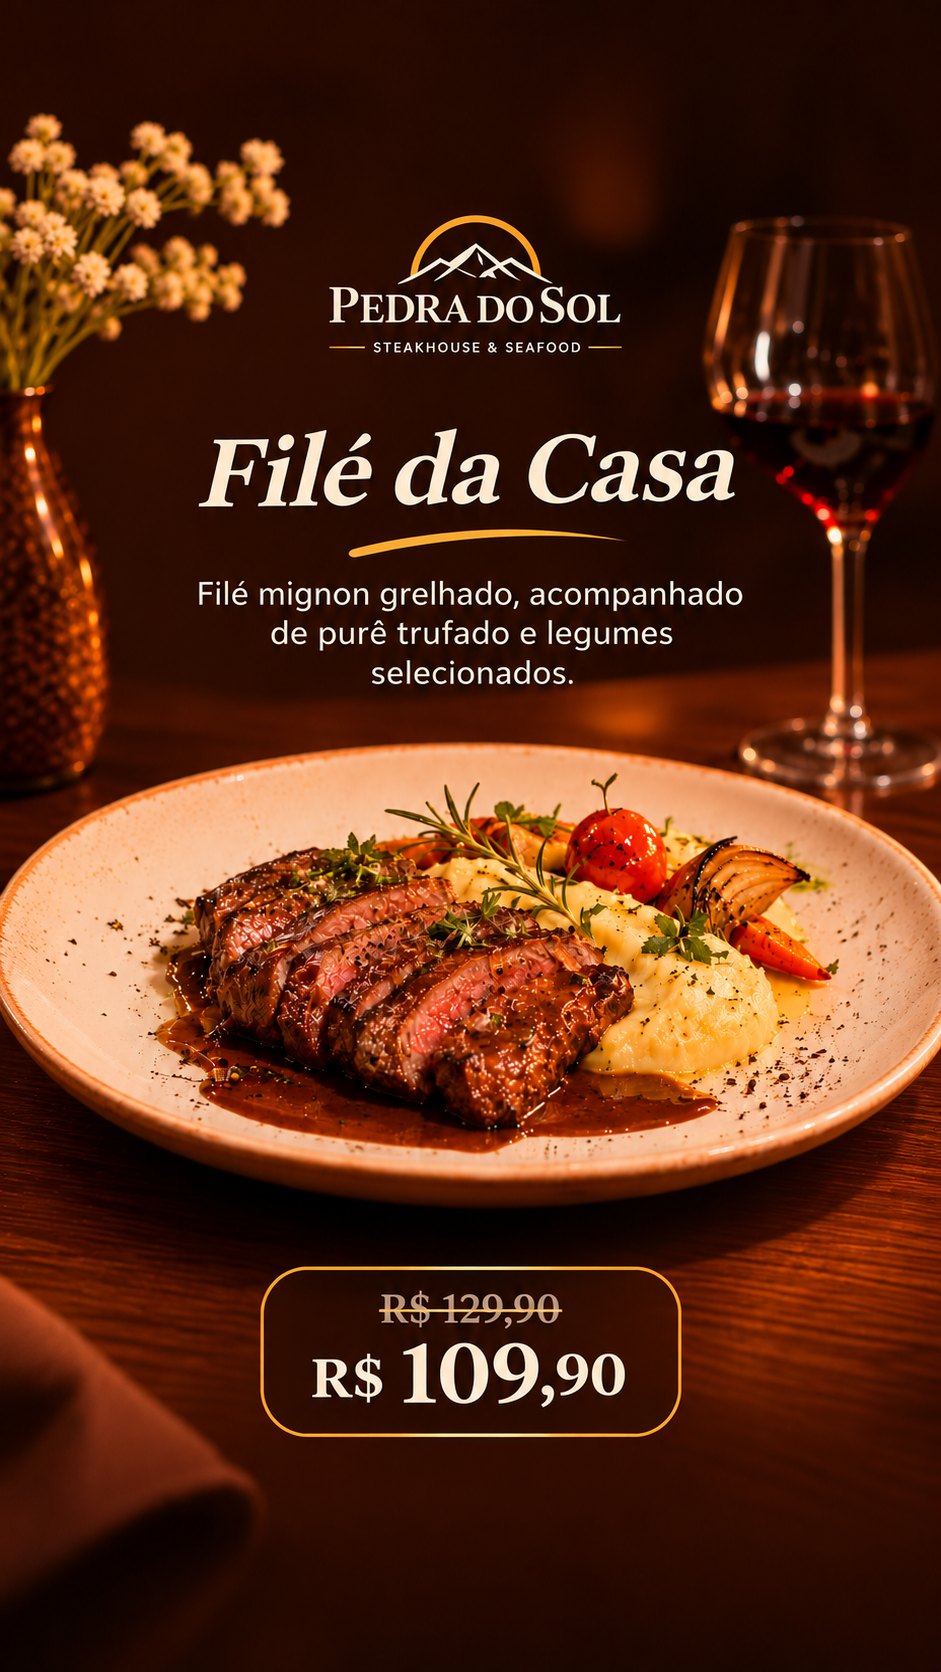 PEDRA DO SOL
STEAKHOUSE & SEAFOOD
Filé da Casa
Filé mignon grelhado, acompanhado
de purê trufado e legumes
selecionados.
R$ 129,90
R$ 109,90